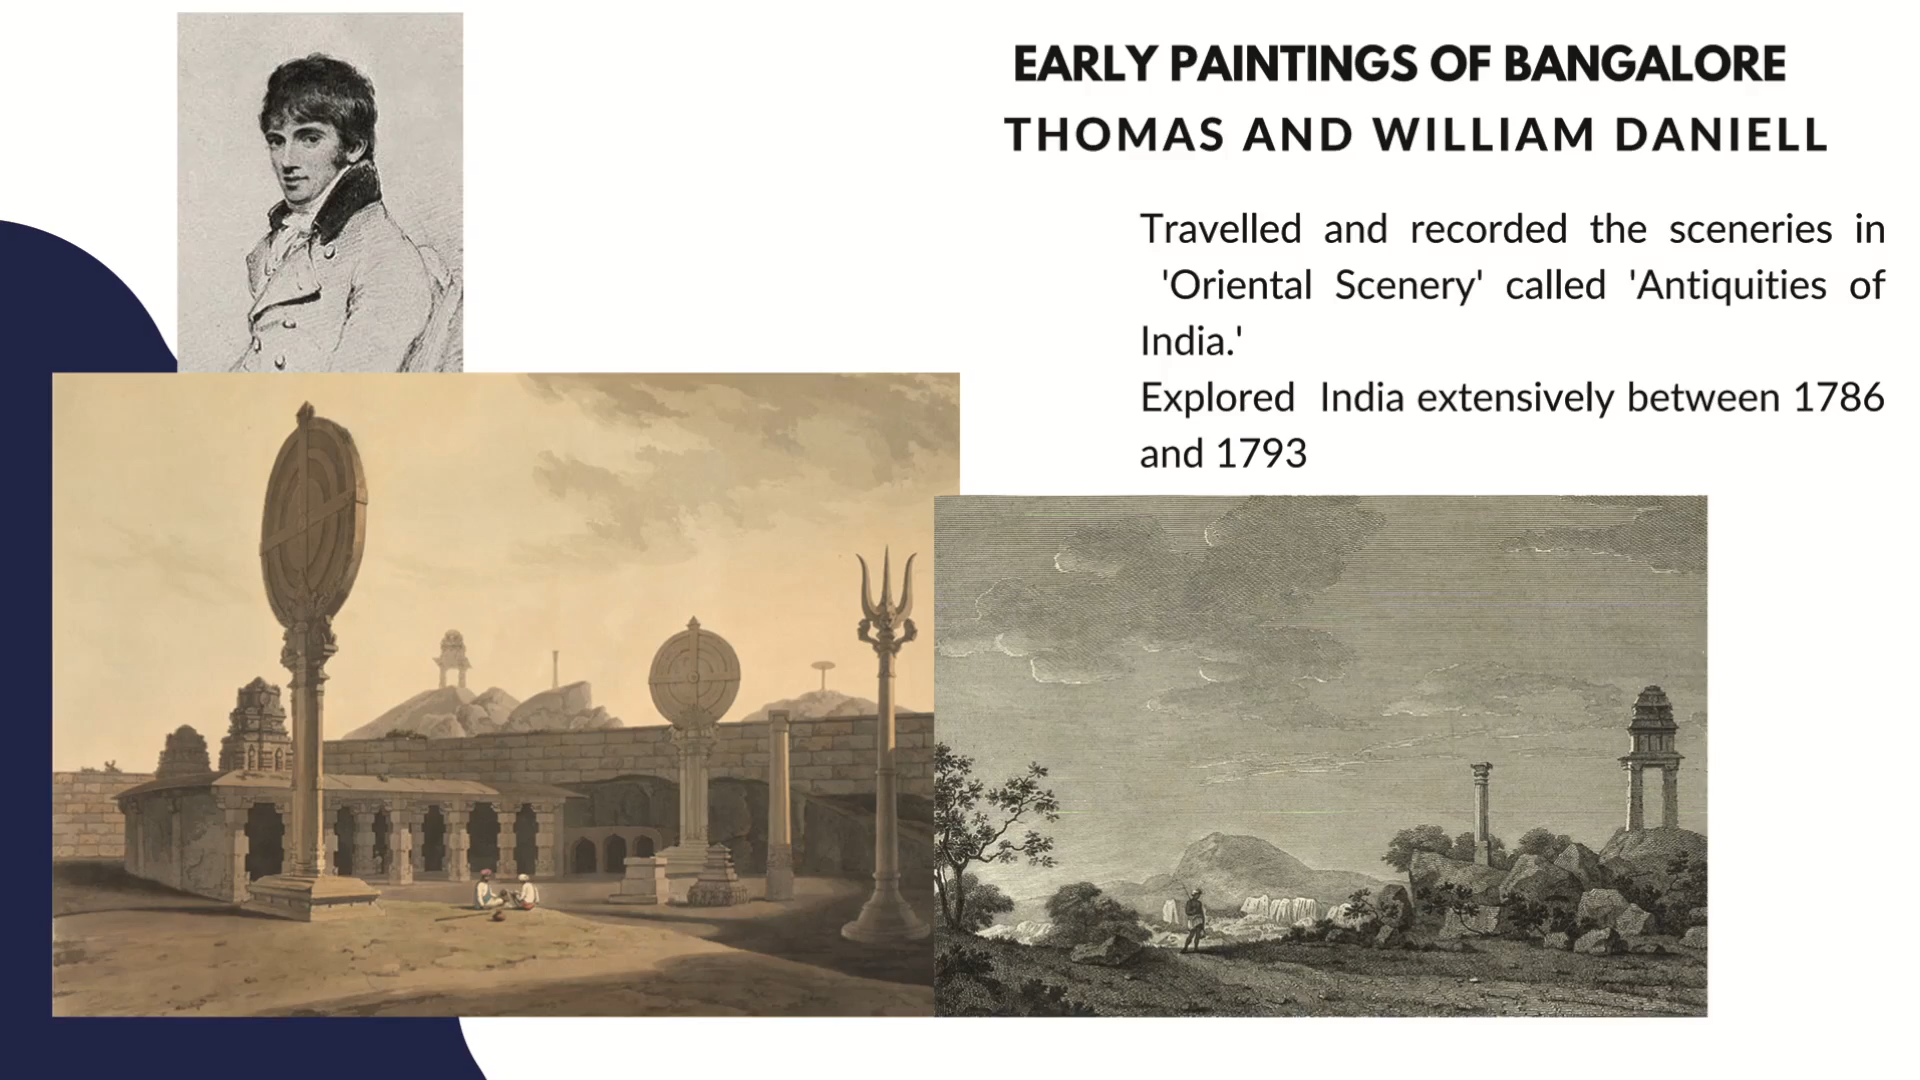 EARLY PAINTINGS OF BANGALORE
THOMAS AND WILLIAM DANIELL
Travelled and recorded the sceneries in
'Oriental Scenery' called 'Antiquities of
India.'
Explored India extensively between 1786
and 1793